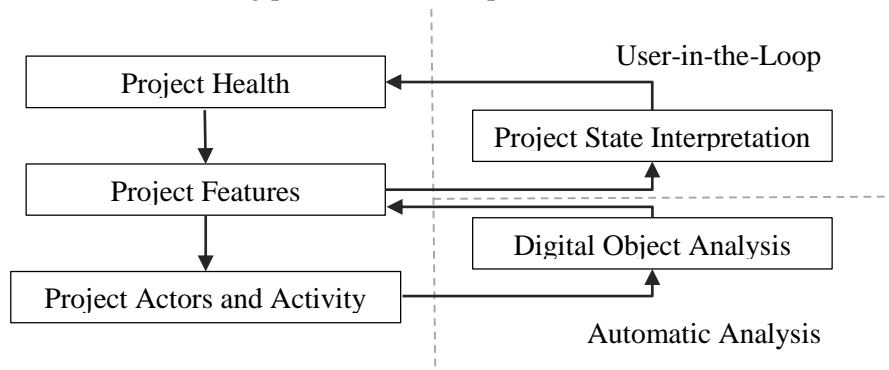 User-in-the-Loop
Project Health
Project State Interpretation
Project Features
Digital Object Analysis
Project Actors and Activity
Automatic Analysis